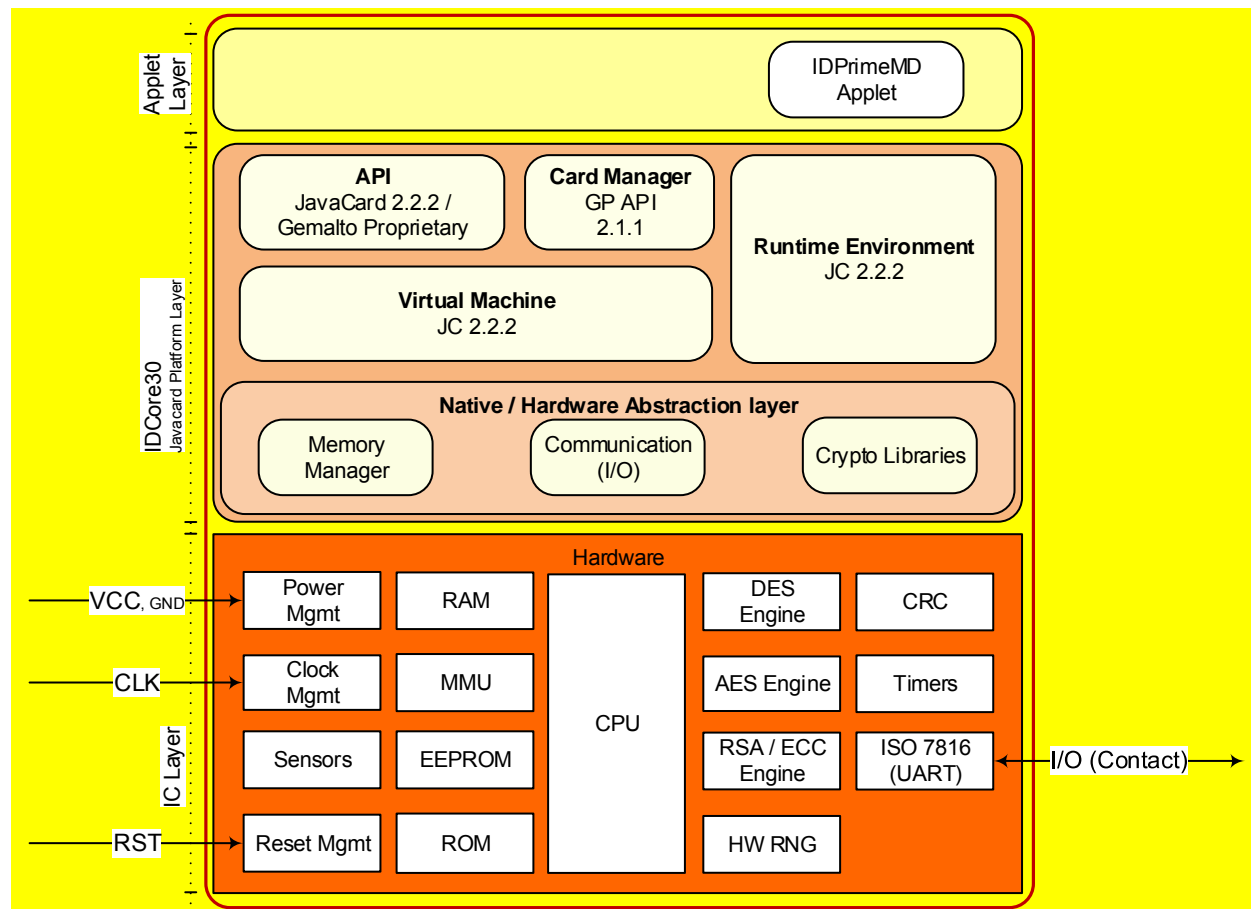 Applet
Layer
IDPrimeMD
Applet
IDCore30
Javacard Platform Layer
API
JavaCard 2.2.2 /
Gemalto Proprietary
Card Manager
GP API
2.1.1
Runtime Environment
JC 2.2.2
Virtual Machine
JC 2.2.2
Native / Hardware Abstraction layer
Memory
Manager
Communication
(I/O)
Crypto Libraries
IC Layer
Hardware
VCC, GND
Power
Mgmt
RAM
DES
Engine
CRC
CLK
Clock
Mgmt
MMU
CPU
AES Engine
Timers
Sensors
EEPROM
RSA / ECC
Engine
ISO 7816
(UART)
I/O (Contact)
RST
Reset Mgmt
ROM
HW RNG